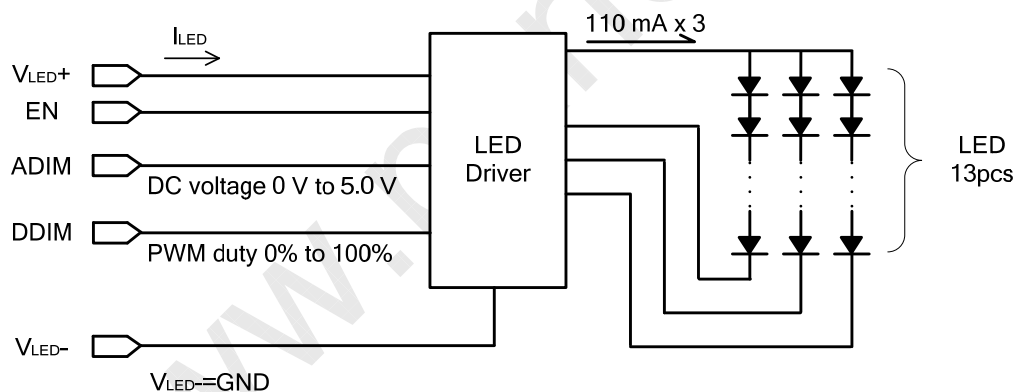 110 mA x 3
ILED
VLED+
EN
ADIM
DC voltage 0 V to 5.0 V
DDIM
PWM duty 0% to 100%
VLED-
VLED-=GND
LED
Driver
LED
13pcs